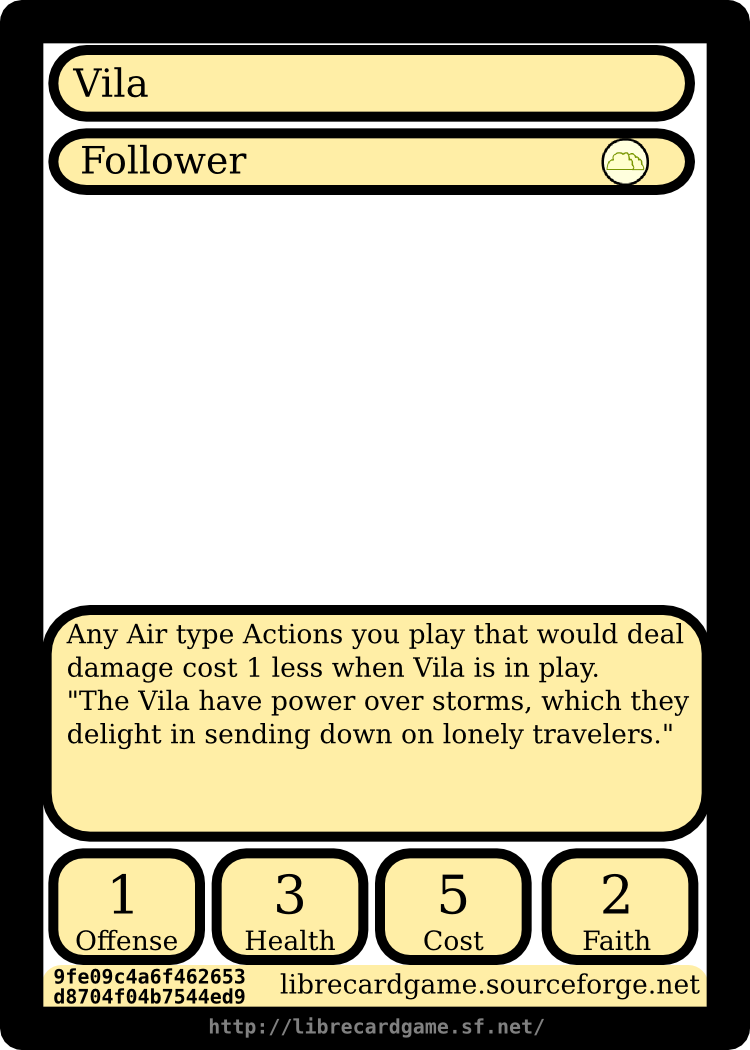 Vila
Follower
Any Air type Actions you play that would deal
damage cost 1 less when Vila is in play.
"The Vila have power over storms, which they
delight in sending down on lonely travelers."
1 3 5 2
Offense Health Cost Faith
9fe09c4a6f462653
d8704f04b7544ed9
librecardgame.sourceforge.net
http://librecardgame.sf.net/